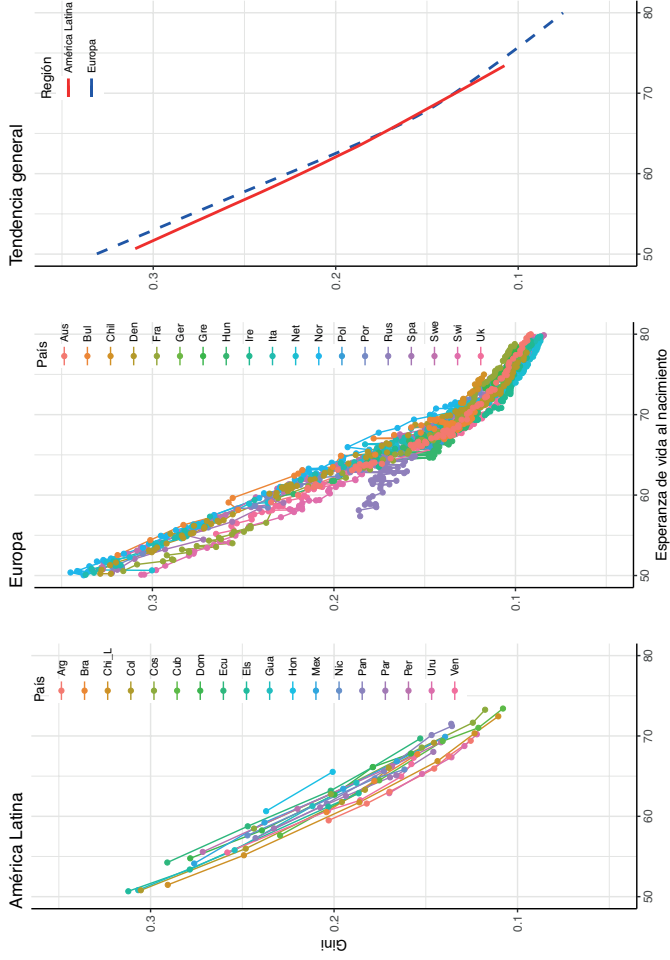 América Latina
Gini
0.3
0.2
0.1
50
60
70
80
País
Arg
Bra
Chi_L
Col
Cos
Cub
Dom
Ecu
Els
Gua
Hon
Mex
Nic
Pan
Par
Per
Uru
Ven
Europa
0.3
0.2
0.1
50
60
70
80
Esperanza de vida al nacimiento
País
Aus
Bul
Chil
Den
Fra
Ger
Gre
Hun
Ire
Ita
Net
Nor
Pol
Por
Rus
Spa
Swe
Swi
Uk
Tendencia general
0.3
0.2
0.1
50
60
70
80
Región
América Latina
Europa